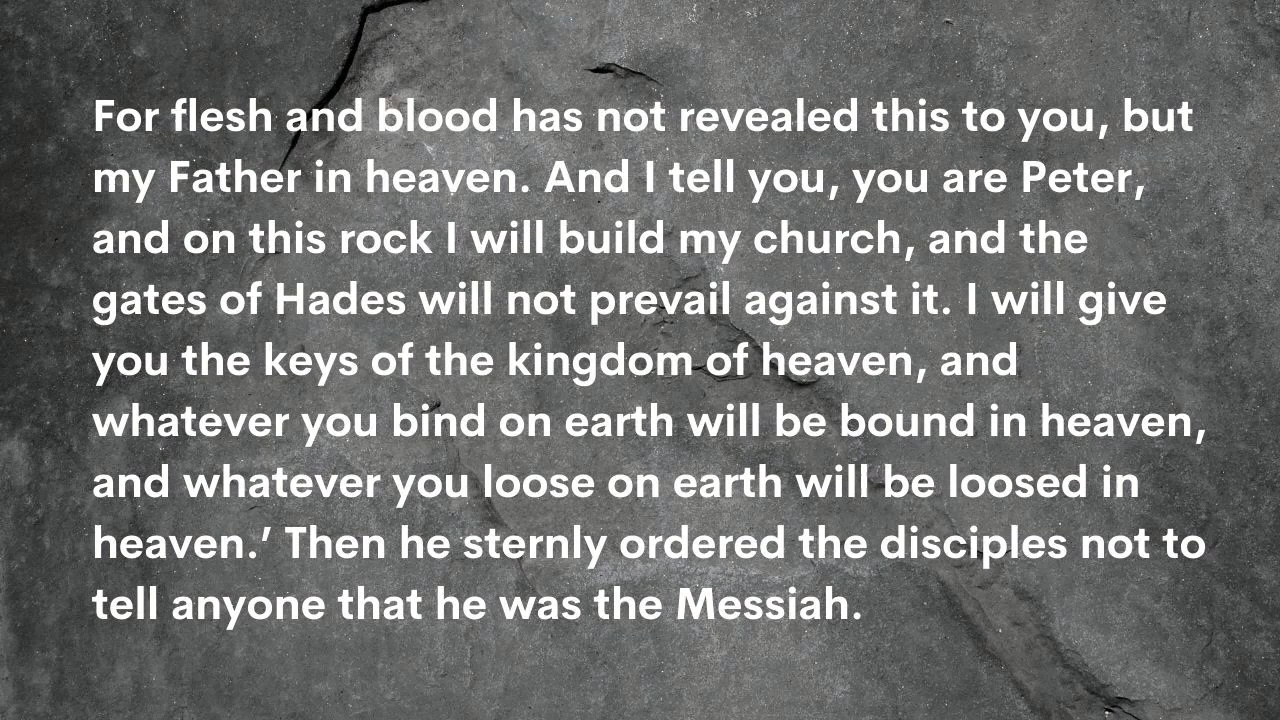 For flesh and blood has not revealed this to you, but
my Father in heaven. And I tell you, you are Peter,
and on this rock I will build my church, and the
gates of Hades will not prevail against it. I will give
you the keys of the kingdom of heaven, and
whatever you bind on earth will be bound in heaven,
and whatever you loose on earth will be loosed in
heaven.’ Then he sternly ordered the disciples not to
tell anyone that he was the Messiah.